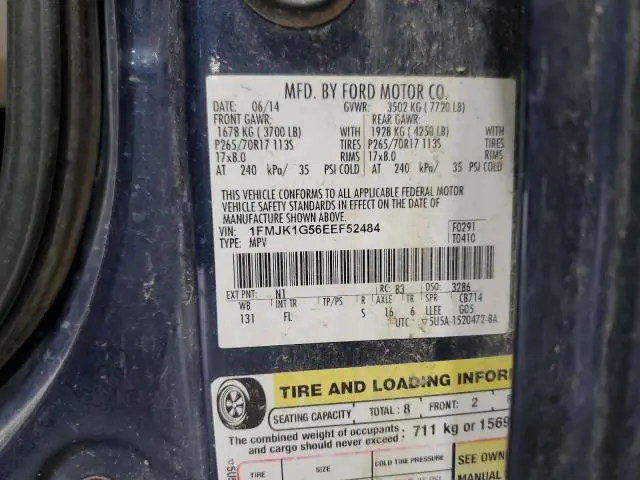 MFD. BY FORD MOTOR CO.
DATE: 06/14 GVWR: 3502 KG ( 7720 LB)
FRONT GAWR: REAR GAWR:
1678 KG ( 3700 LB) WITH 1928 KG ( 4250 LB) WITH
P265/70R17 113S TIRES P265/70R17 113S TIRES
17x8.0 RIMS 17x8.0 RIMS
AT 240 kPa/ 35 PSI COLD AT 240 kPa/ 35 PSI COLD
THIS VEHICLE CONFORMS TO ALL APPLICABLE FEDERAL MOTOR
VEHICLE SAFETY STANDARDS IN EFFECT ON THE DATE OF
MANUFACTURE SHOWN ABOVE.
VIN: 1FMJK1G56EEF52484 F0291
TYPE: MPV T0410
EXT PNT: N1 RC: 83 DSO: 3286
WB INT TR TP/PS R AXLE TR SPR CB714
131 FL S 16 6 LLEE G05
UTC ▽5U5A-1520472-BA
TIRE AND LOADING INFOR
SEATING CAPACITY TOTAL: 8 FRONT: 2
The combined weight of occupants
and cargo should never exceed : 711 kg or 1569
TIRE SIZE COLD TIRE PRESSURE SEE OWN
MANUAL